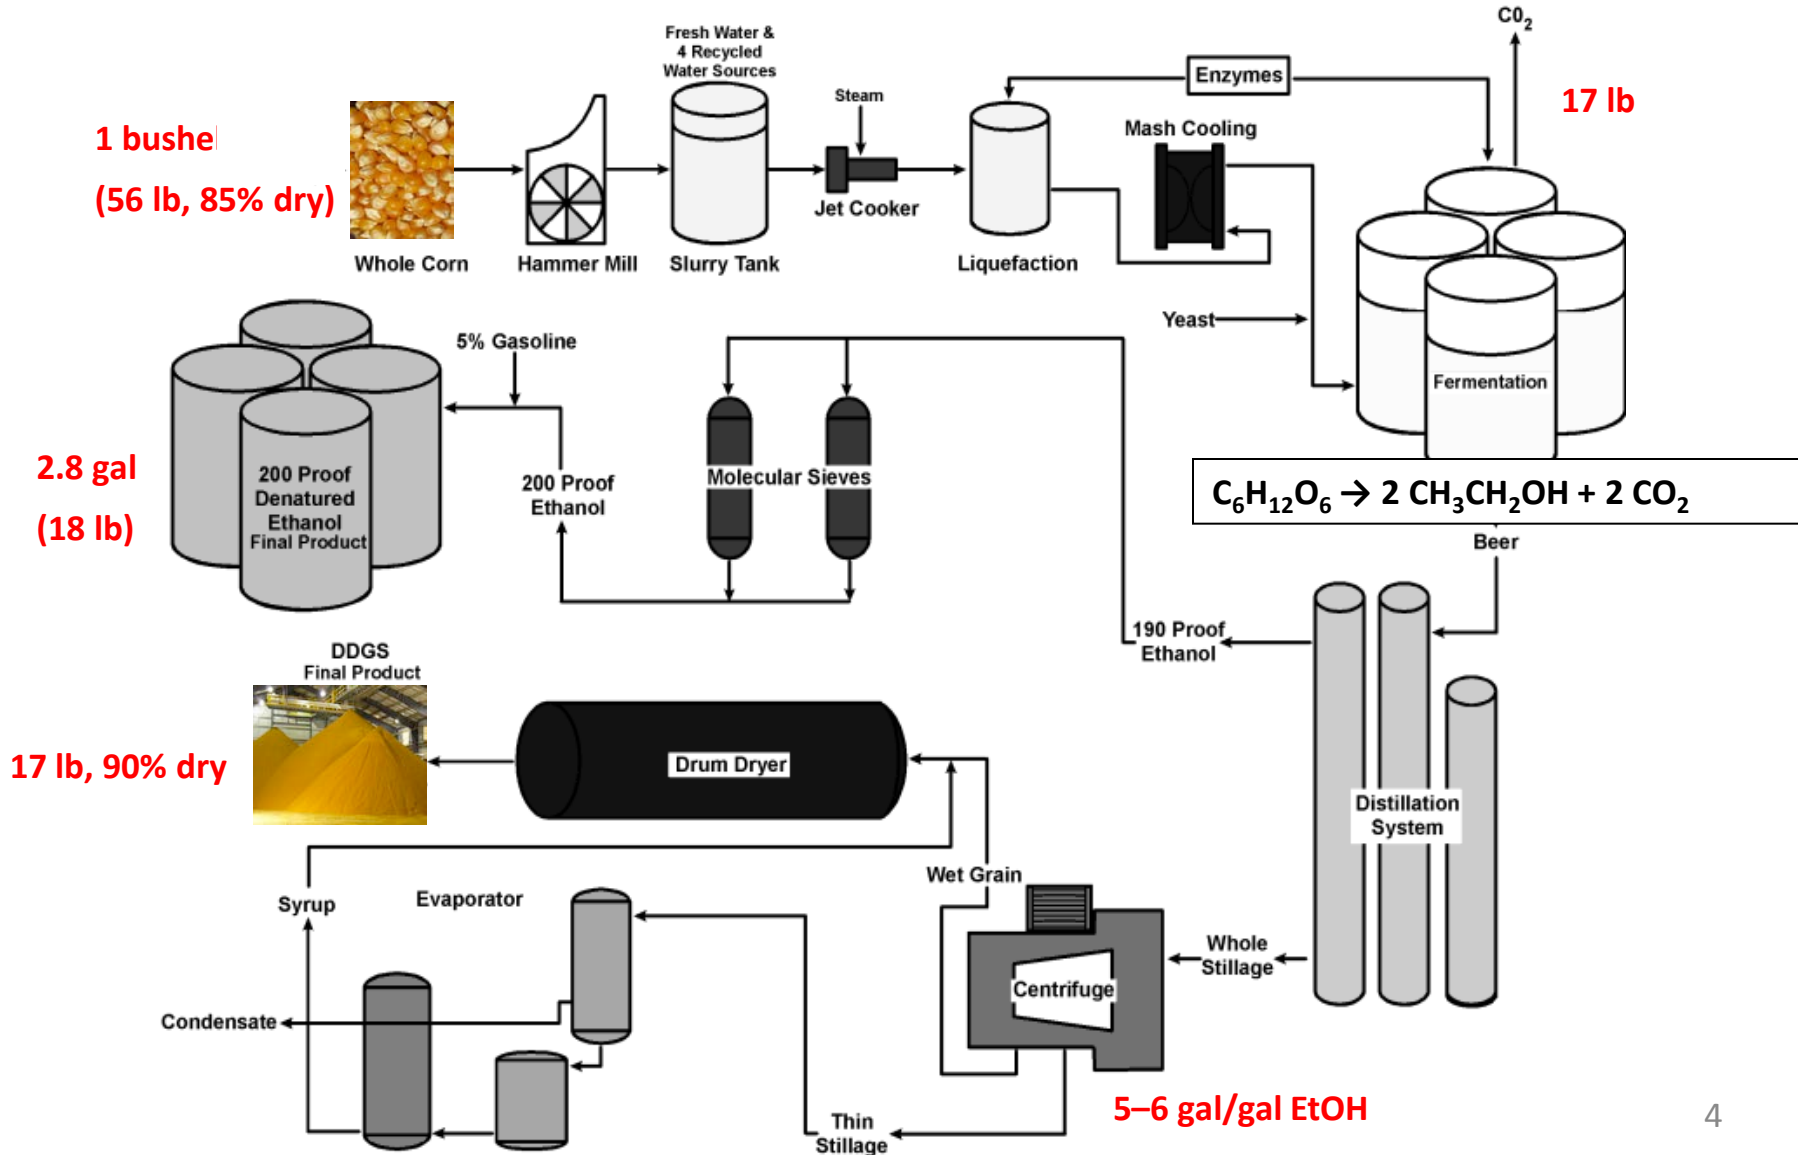 Fresh Water &
4 Recycled
Water Sources
C0₂
Enzymes
17 lb
Steam
1 bushel
(56 lb, 85% dry)
Mash Cooling
Jet Cooker
Whole Corn
Hammer Mill
Slurry Tank
Liquefaction
Yeast
5% Gasoline
Fermentation
2.8 gal
(18 lb)
200 Proof
Denatured
Ethanol
Final Product
200 Proof
Ethanol
Molecular Sieves
C₆H₁₂O₆ → 2 CH₃CH₂OH + 2 CO₂
Beer
190 Proof
Ethanol
DDGS
Final Product
17 lb, 90% dry
Drum Dryer
Distillation
System
Wet Grain
Syrup
Evaporator
Whole
Stillage
Centrifuge
Condensate
5–6 gal/gal EtOH
Thin
Stillage
4